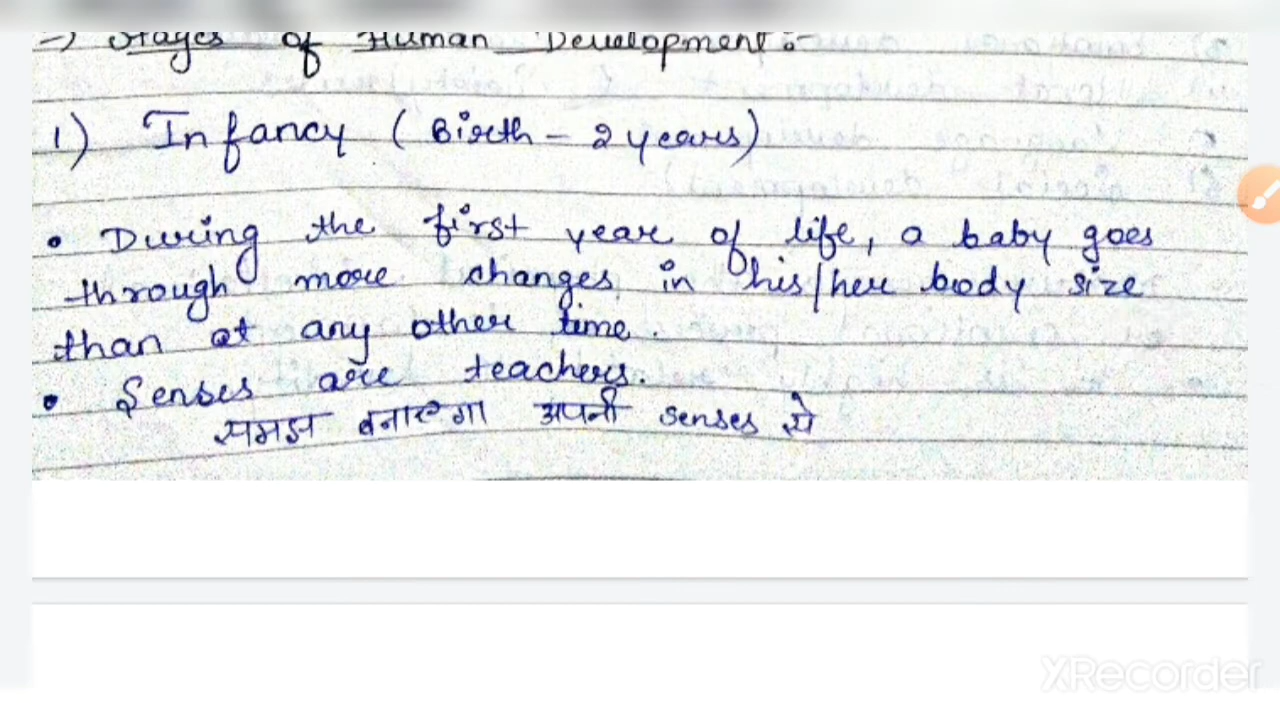 =) Stages of Human Development:-
1) Infancy (Birth - 2 years)
• During the first year of life, a baby goes
through more changes in his/her body size
than at any other time.
• Senses are teachers.
समझ बनाएगा अपनी senses से
XRecorder